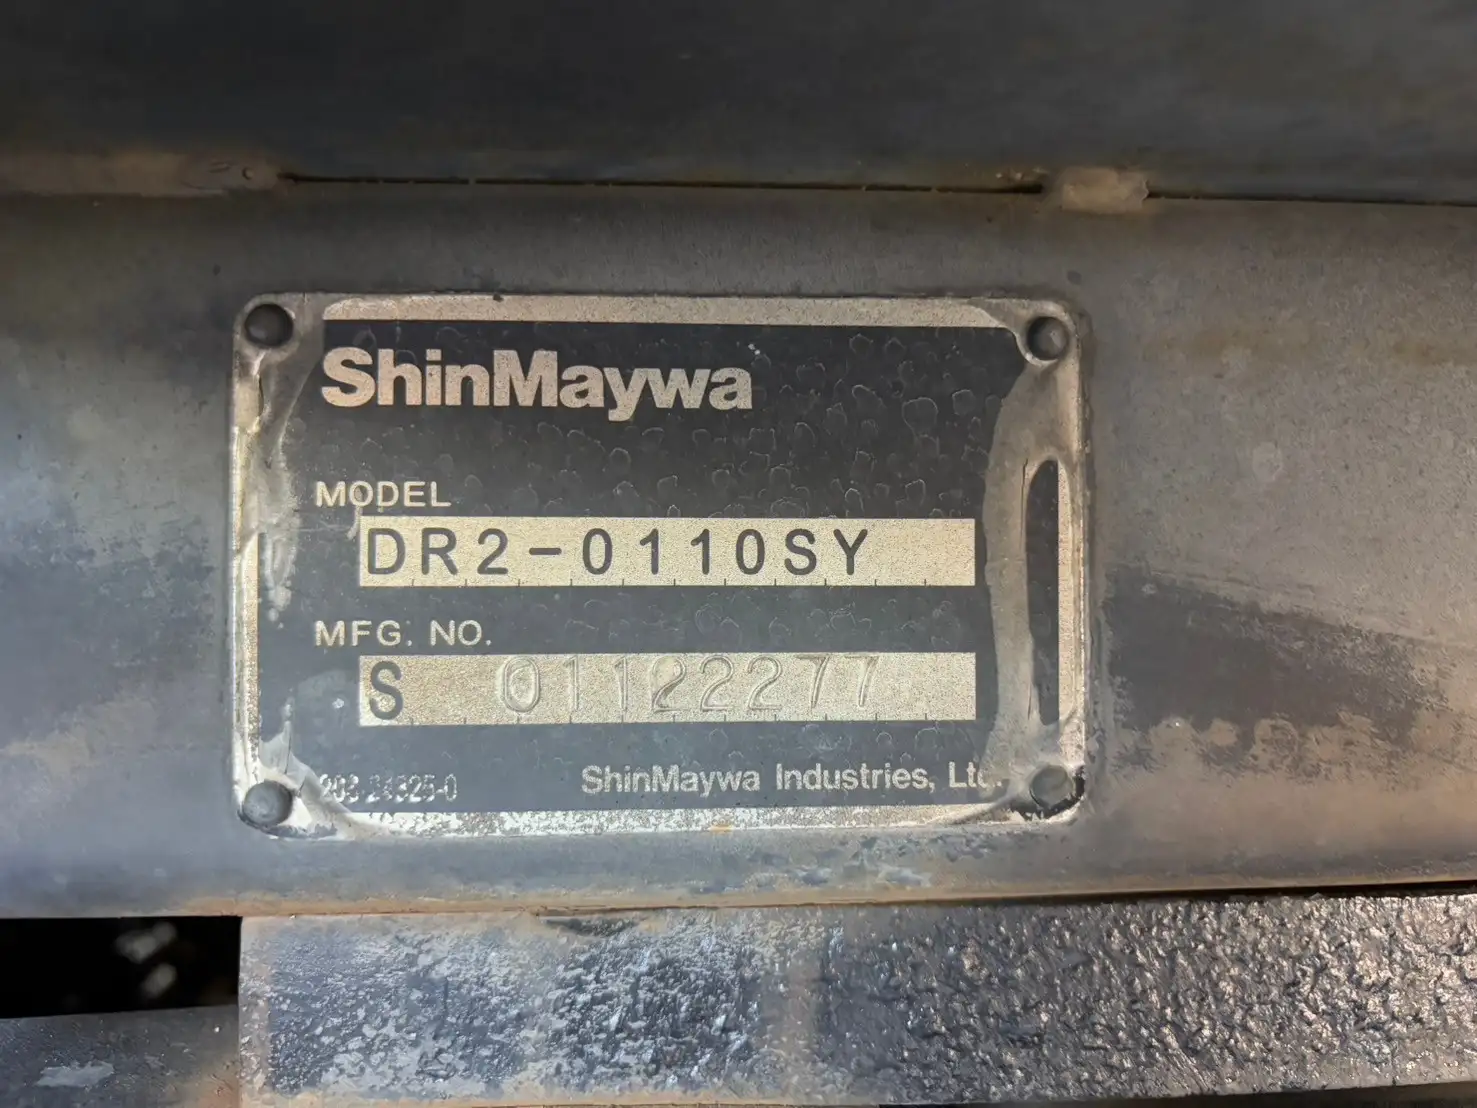 ShinMaywa
MODEL
DR2-0110SY
MFG. NO.
S 01122277
ShinMaywa Industries, Ltd.